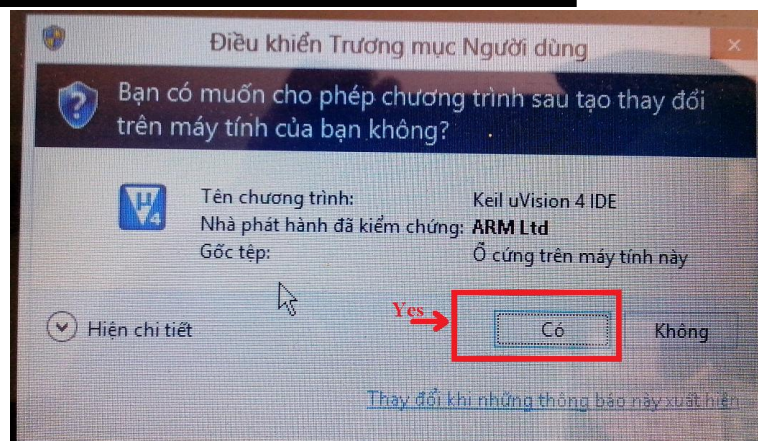 Điều khiển Trương mục Người dùng
Bạn có muốn cho phép chương trình sau tạo thay đổi
trên máy tính của bạn không?
Tên chương trình: Keil uVision 4 IDE
Nhà phát hành đã kiểm chứng: ARM Ltd
Gốc tệp: Ổ cứng trên máy tính này
Yes
Hiện chi tiết Có Không
Thay đổi khi những thông báo này xuất hiện